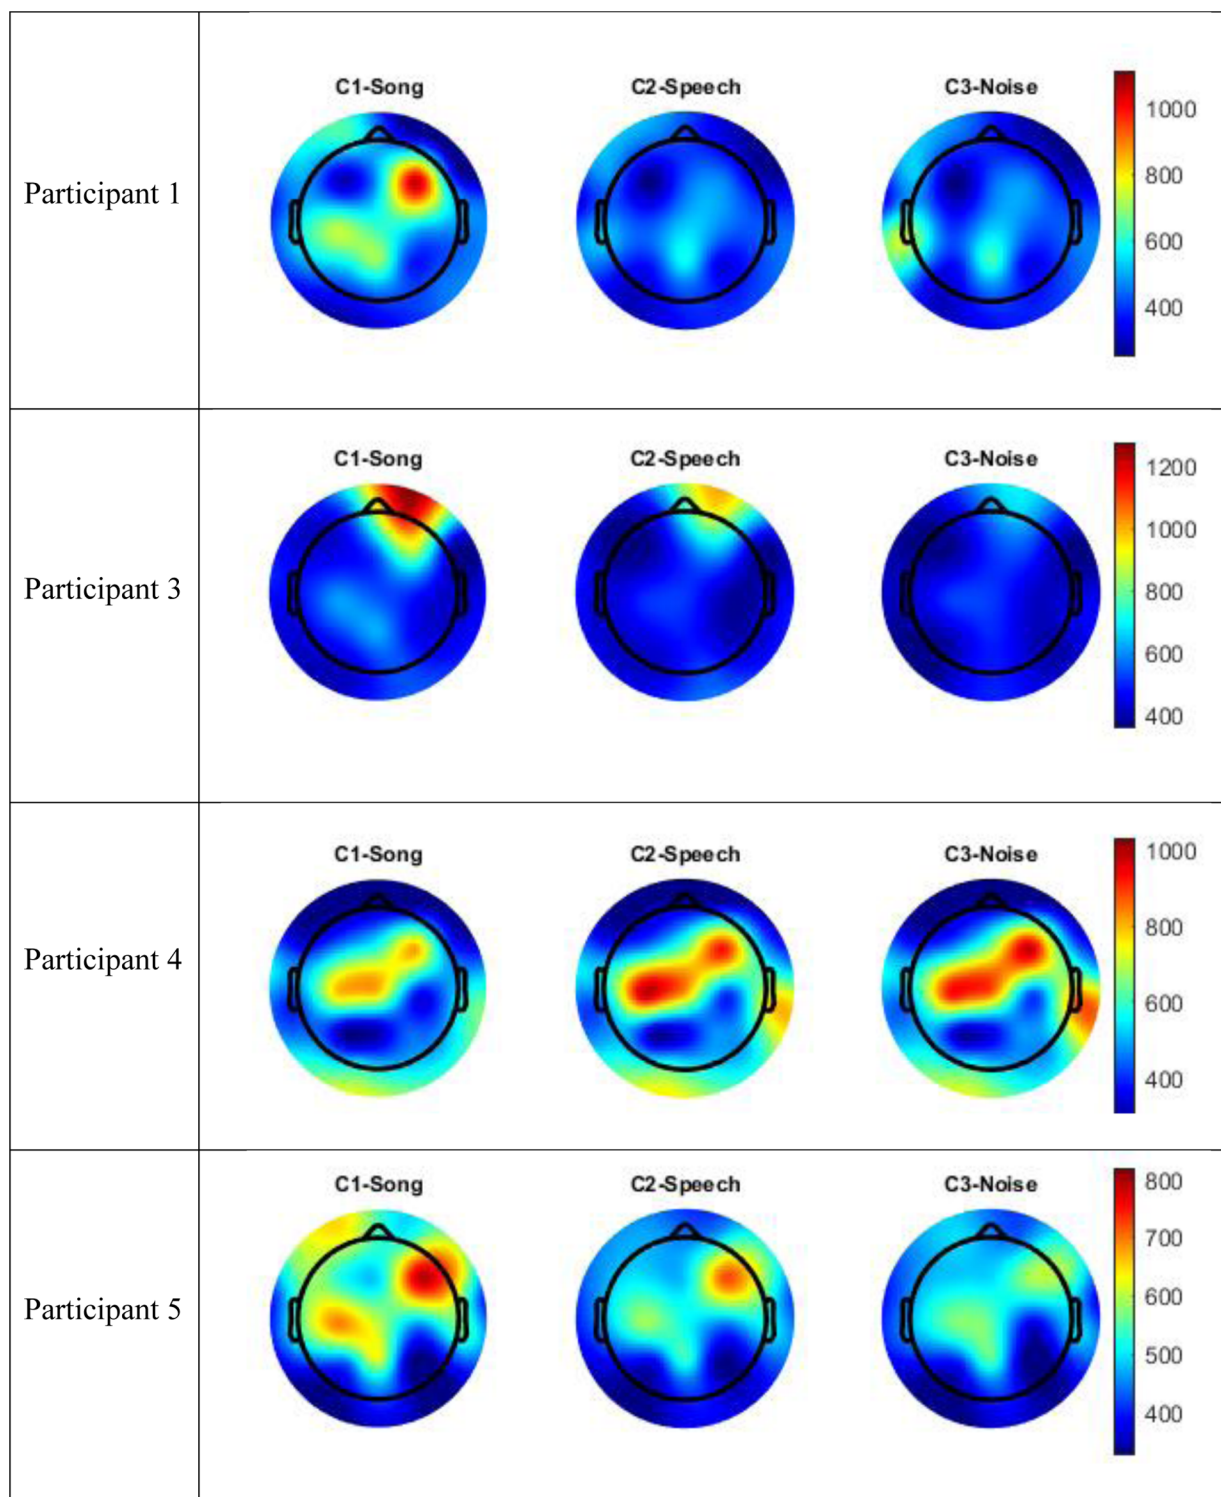 Participant 1
C1-Song
C2-Speech
C3-Noise
1000
800
600
400
Participant 3
C1-Song
C2-Speech
C3-Noise
1200
1000
800
600
400
Participant 4
C1-Song
C2-Speech
C3-Noise
1000
800
600
400
Participant 5
C1-Song
C2-Speech
C3-Noise
800
700
600
500
400